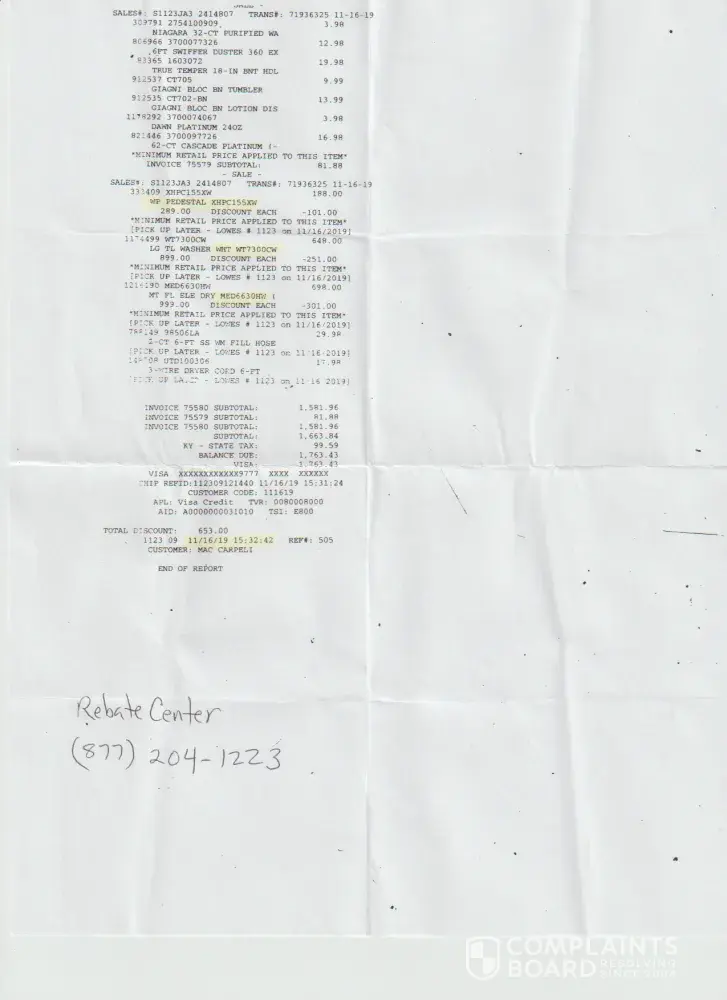 SALES#: S1123JA3 2414807 TRANS#: 71936325 11-16-19
309791 2754100909 3.98
NIAGARA 32-CT PURIFIED WA
806966 3700077326 12.98
6FT SWIFFER DUSTER 360 EX
83365 1603072 19.98
TRUE TEMPER 18-IN BNT HDL
912537 CT705 9.99
GIAGNI BLOC BN TUMBLER
912535 CT702-BN 13.99
GIAGNI BLOC BN LOTION DIS
1178292 3700074067 3.98
DAWN PLATINUM 24OZ
821446 3700097726 16.98
62-CT CASCADE PLATINUM (-
*MINIMUM RETAIL PRICE APPLIED TO THIS ITEM*
INVOICE 75579 SUBTOTAL: 81.88
- SALE -
SALES#: S1123JA3 2414807 TRANS#: 71936325 11-16-19
333409 XHPC155XW 188.00
WP PEDESTAL XHPC155XW
289.00 DISCOUNT EACH -101.00
*MINIMUM RETAIL PRICE APPLIED TO THIS ITEM*
[PICK UP LATER - LOWES # 1123 on 11/16/2019]
1174499 WT7300CW 648.00
LG TL WASHER WHT WT7300CW
899.00 DISCOUNT EACH -251.00
*MINIMUM RETAIL PRICE APPLIED TO THIS ITEM*
[PICK UP LATER - LOWES # 1123 on 11/16/2019]
MED6630HW 698.00
MT FL ELE DRY MED6630HW (
999.00 DISCOUNT EACH -301.00
*MINIMUM RETAIL PRICE APPLIED TO THIS ITEM*
[PICK UP LATER - LOWES # 1123 on 11/16/2019]
98506LA 29.98
2-CT 6-FT SS WM FILL HOSE
[PICK UP LATER - LOWES # 1123 on 11/16/2019]
UTD100306 17.98
3-WIRE DRYER CORD 6-FT
[PICK UP LATER - LOWES # 1123 on 11/16/2019]
INVOICE 75580 SUBTOTAL: 1,581.96
INVOICE 75579 SUBTOTAL: 81.88
INVOICE 75580 SUBTOTAL: 1,581.96
SUBTOTAL: 1,663.84
KY - STATE TAX: 99.59
BALANCE DUE: 1,763.43
VISA: 1,763.43
VISA XXXXXXXXXXXX9777 XXXX XXXXXX
CHIP REFID:112309121440 11/16/19 15:31:24
CUSTOMER CODE: 111619
APL: Visa Credit TVR: 0080008000
AID: A0000000031010 TSI: E800
TOTAL DISCOUNT: 653.00
1123 09 11/16/19 15:32:42 REF#: 505
CUSTOMER: MAC CARPELI
END OF REPORT
Rebate Center
(877) 204-1223
COMPLAINTS
BOARD RESOLVING
SINCE 2004